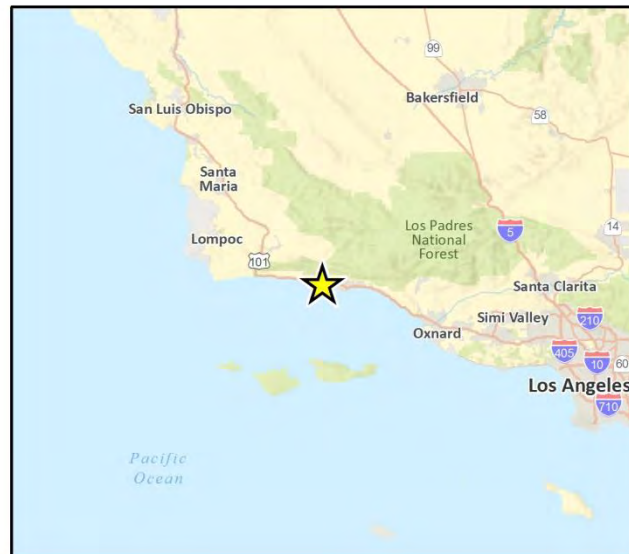 99
Bakersfield
San Luis Obispo
58
Santa
Maria
Los Padres
National
Forest
14
Lompoc
5
101
Santa Clarita
Simi Valley
210
Oxnard
405
10
60
Los Angeles
710
Pacific
Ocean